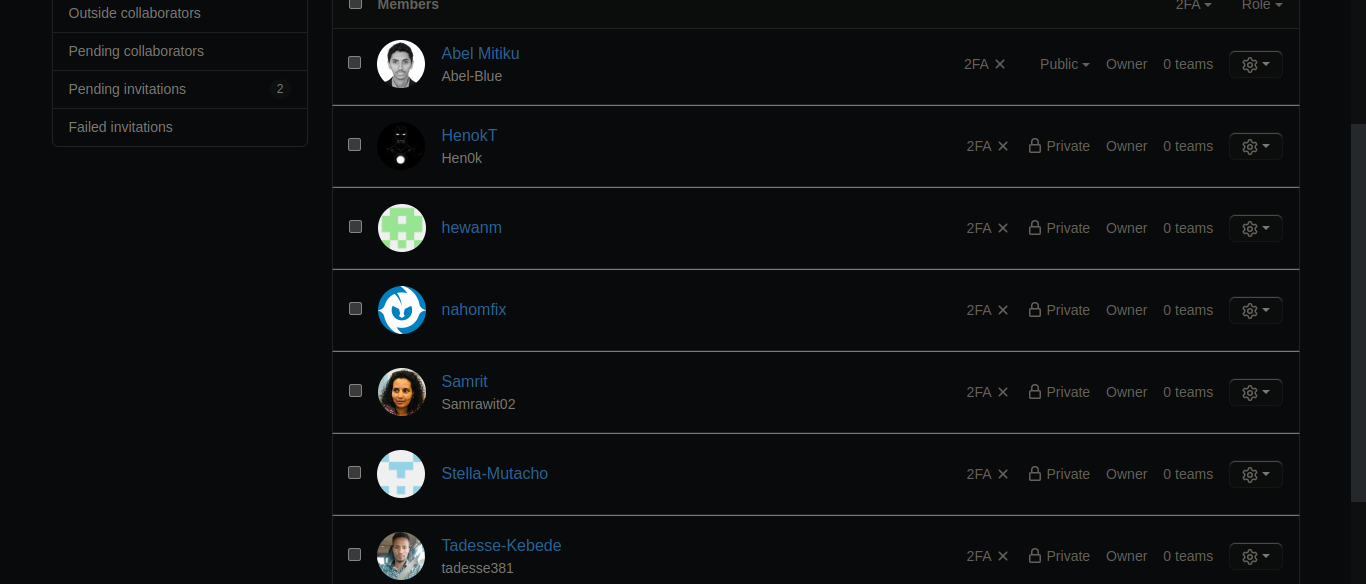 Outside collaborators
Pending collaborators
Pending invitations 2
Failed invitations
Members 2FA Role
Abel Mitiku
Abel-Blue
2FA Public Owner 0 teams
HenokT
Hen0k
2FA Private Owner 0 teams
hewanm
2FA Private Owner 0 teams
nahomfix
2FA Private Owner 0 teams
Samrit
Samrawit02
2FA Private Owner 0 teams
Stella-Mutacho
2FA Private Owner 0 teams
Tadesse-Kebede
tadesse381
2FA Private Owner 0 teams